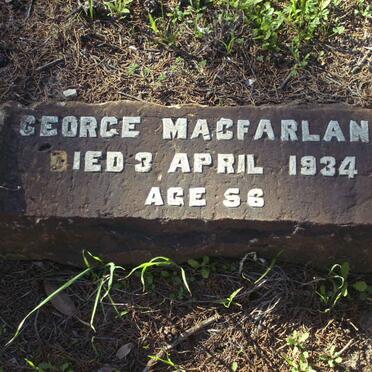 GEORGE MACFARLAN
DIED 3 APRIL 1934
AGE 56